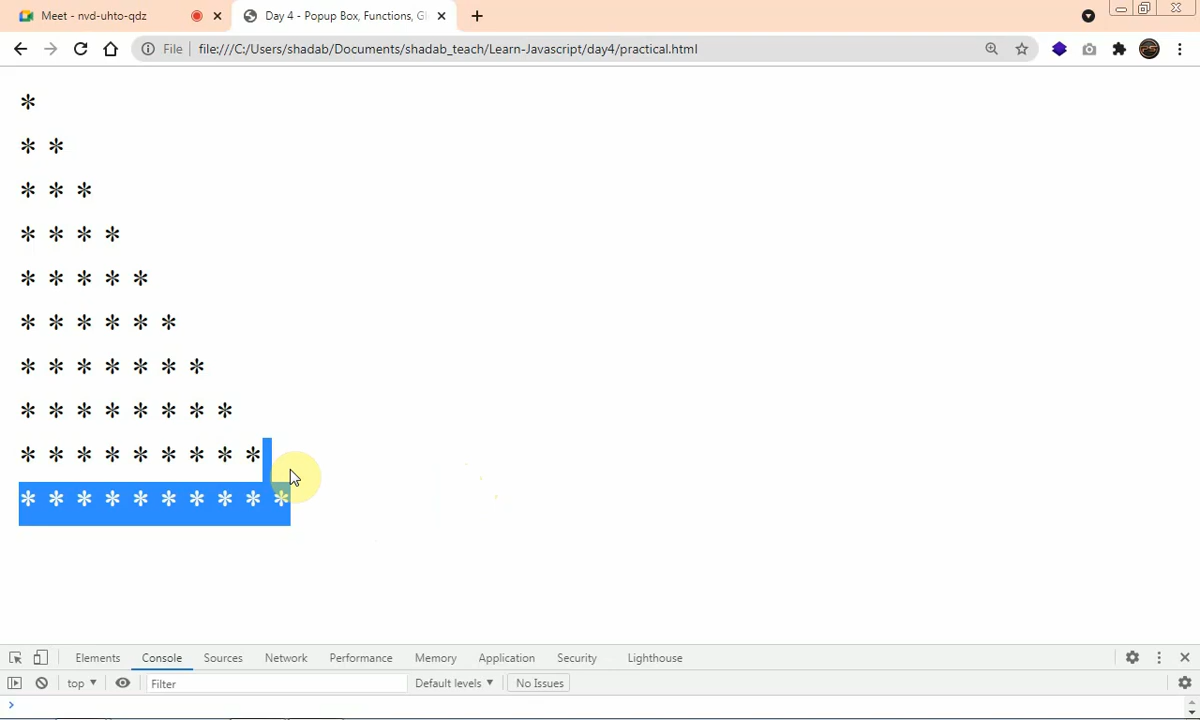 Meet - nvd-uhto-qdz
Day 4 - Popup Box, Functions, Gl
File
file:///C:/Users/shadab/Documents/shadab_teach/Learn-Javascript/day4/practical.html
*
* *
* * *
* * * *
* * * * *
* * * * * *
* * * * * * *
* * * * * * * *
* * * * * * * * *
* * * * * * * * * *
Elements Console Sources Network Performance Memory Application Security Lighthouse
top Filter Default levels No Issues
>